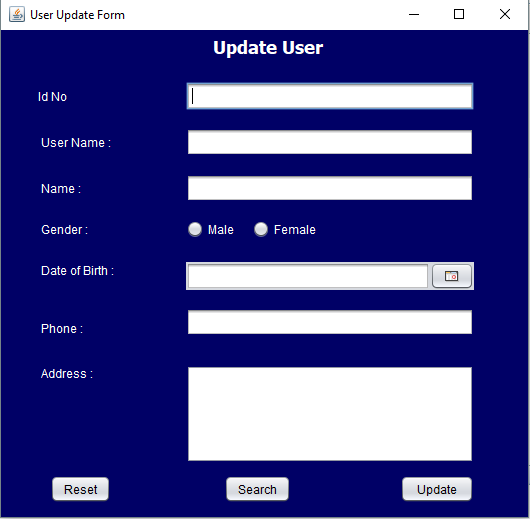 User Update Form
Update User
Id No
User Name :
Name :
Gender : Male Female
Date of Birth :
Phone :
Address :
Reset Search Update